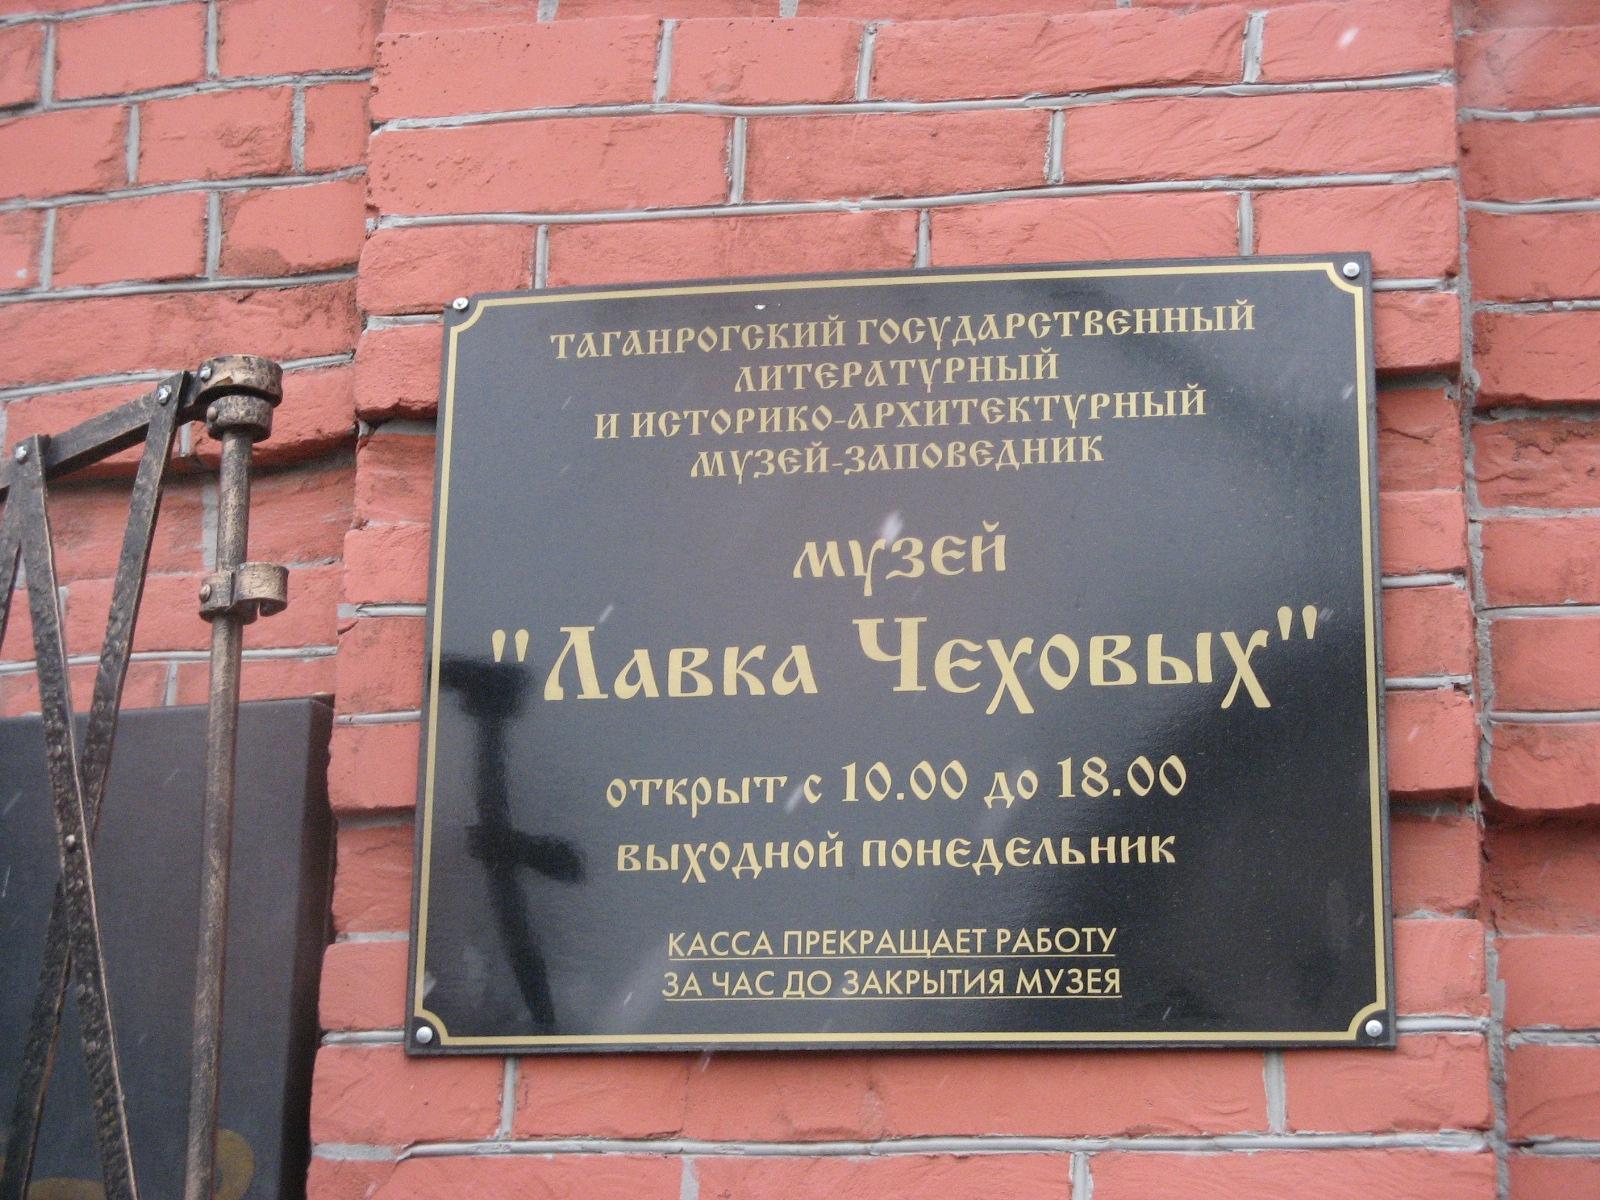 ТАГАНРОГСКИЙ ГОСУДАРСТВЕННЫЙ
ЛИТЕРАТУРНЫЙ
И ИСТОРИКО-АРХИТЕКТУРНЫЙ
МУЗЕЙ-ЗАПОВЕДНИК
МУЗЕЙ
"Лавка Чеховых"
открыт с 10.00 до 18.00
выходной понедельник
КАССА ПРЕКРАЩАЕТ РАБОТУ
ЗА ЧАС ДО ЗАКРЫТИЯ МУЗЕЯ